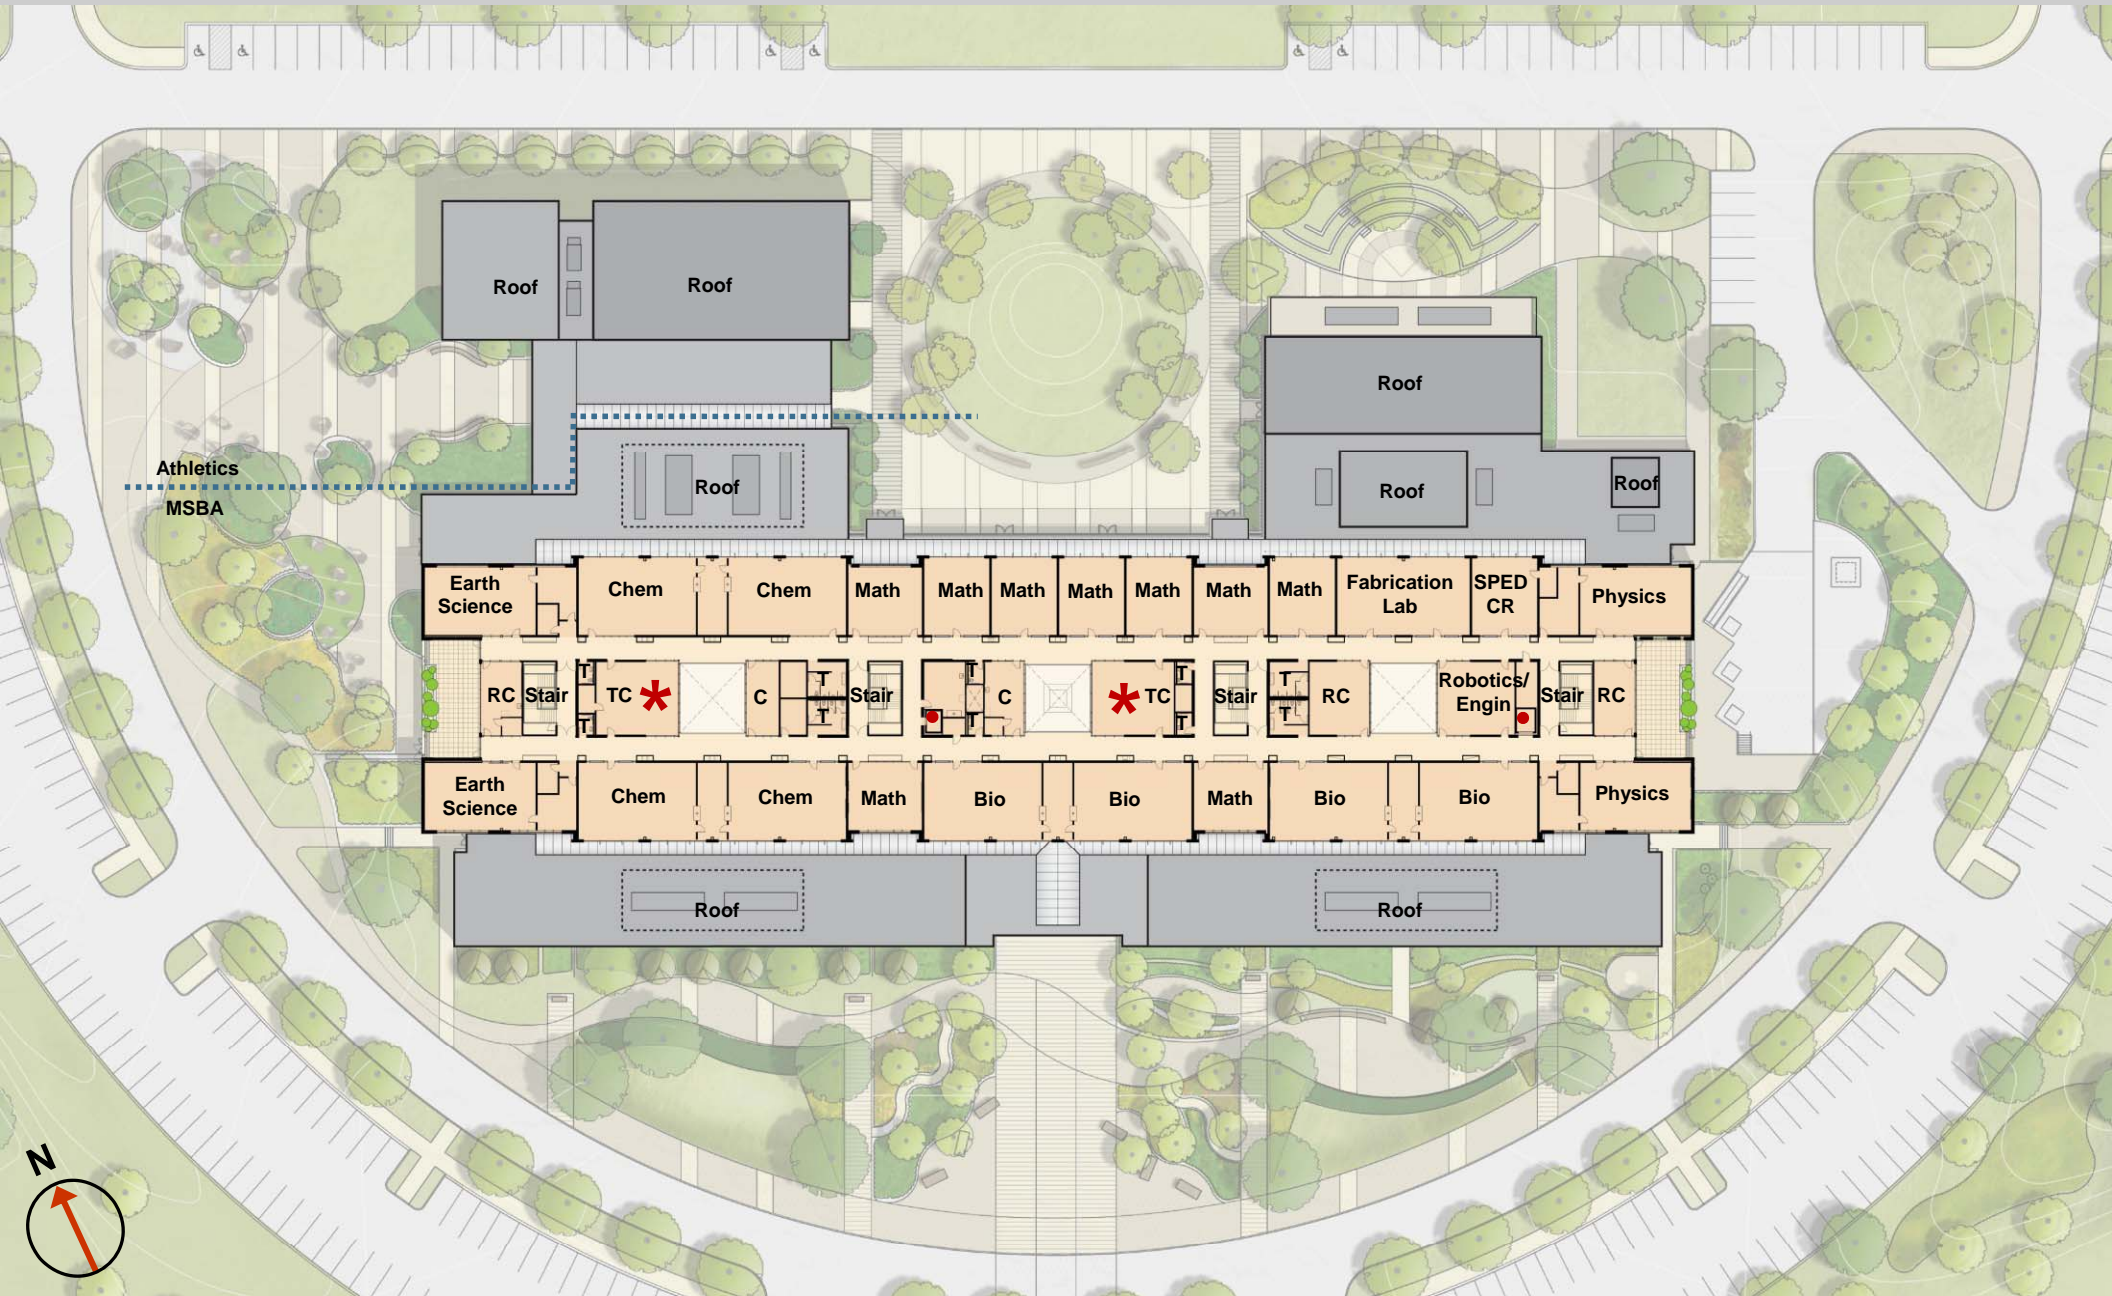 Roof
Roof
Roof
Athletics
MSBA
Roof
Roof
Roof
Earth
Science
Chem
Chem
Math
Math
Math
Math
Math
Math
Math
Fabrication
Lab
SPED
CR
Physics
RC
Stair
T
T
TC
*
C
T
T
Stair
T
T
C
*
TC
T
T
Stair
T
T
RC
Robotics/
Engin
Stair
RC
Earth
Science
Chem
Chem
Math
Bio
Bio
Math
Bio
Bio
Physics
Roof
Roof
N